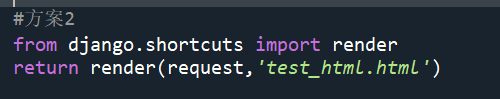 #方案2
from django.shortcuts import render
return render(request,'test_html.html')